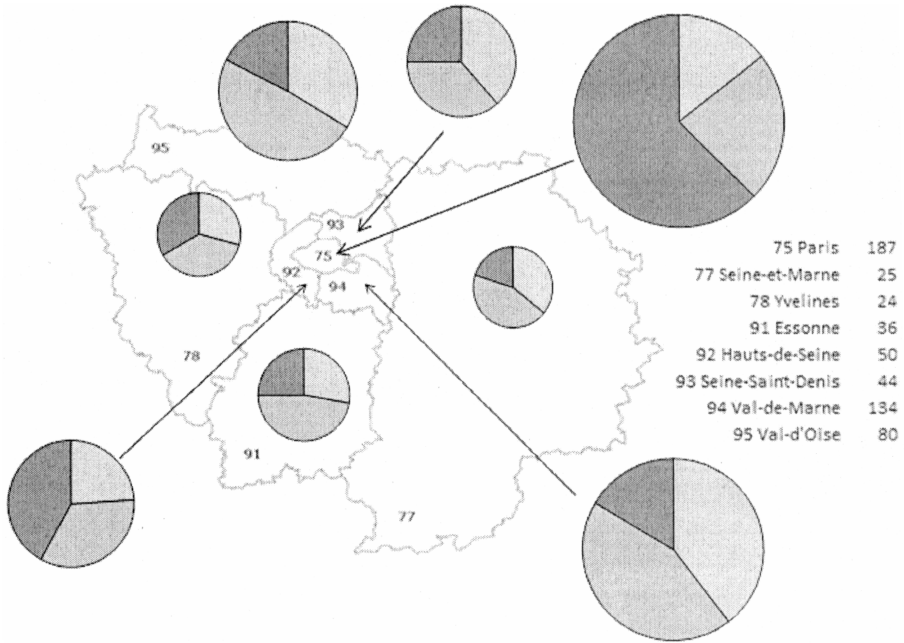 95
93
75
92
94
78
91
77
75 Paris 187
77 Seine-et-Marne 25
78 Yvelines 24
91 Essonne 36
92 Hauts-de-Seine 50
93 Seine-Saint-Denis 44
94 Val-de-Marne 134
95 Val-d'Oise 80